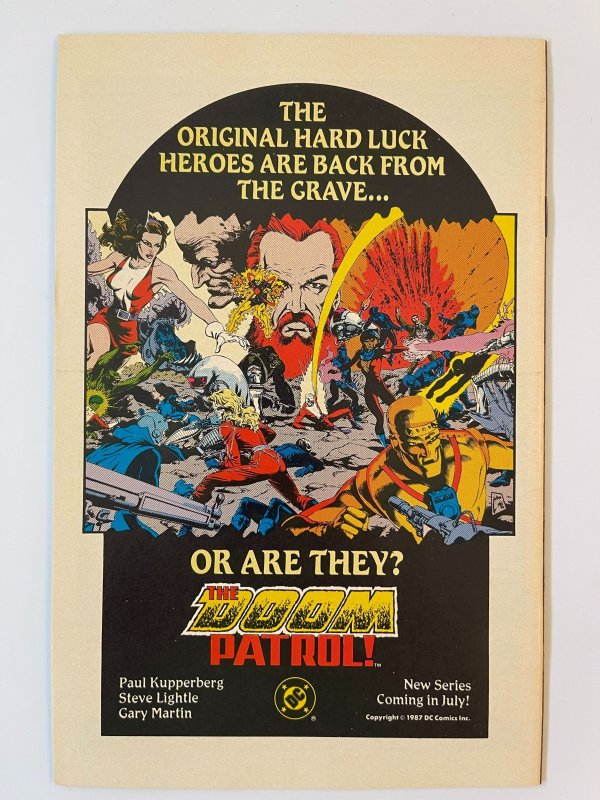 THE
ORIGINAL HARD LUCK
HEROES ARE BACK FROM
THE GRAVE...
OR ARE THEY?
THE
DOOM
PATROL!™
Paul Kupperberg
Steve Lightle
Gary Martin
DC
®
New Series
Coming in July!
Copyright © 1987 DC Comics Inc.